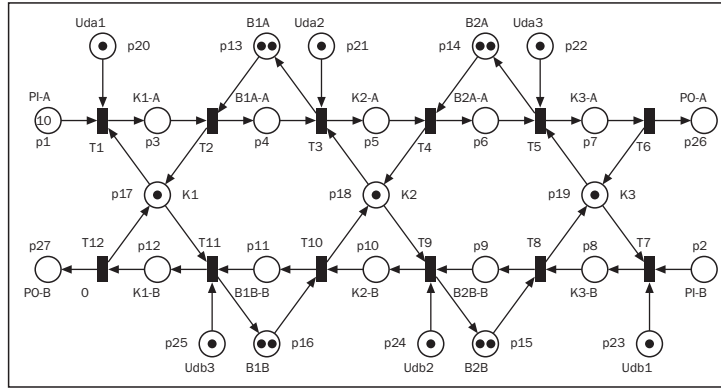 Uda1 B1A Uda2 B2A Uda3
p20 p13 p21 p14 p22
PI-A K1-A B1A-A K2-A B2A-A K3-A PO-A
10
p1 T1 p3 T2 p4 T3 p5 T4 p6 T5 p7 T6 p26
p17 K1 p18 K2 p19 K3
p27 T12 p12 T11 p11 T10 p10 T9 p9 T8 p8 T7 p2
PO-B 0 K1-B B1B-B K2-B B2B-B K3-B PI-B
p25 p16 p24 p15 p23
Udb3 B1B Udb2 B2B Udb1